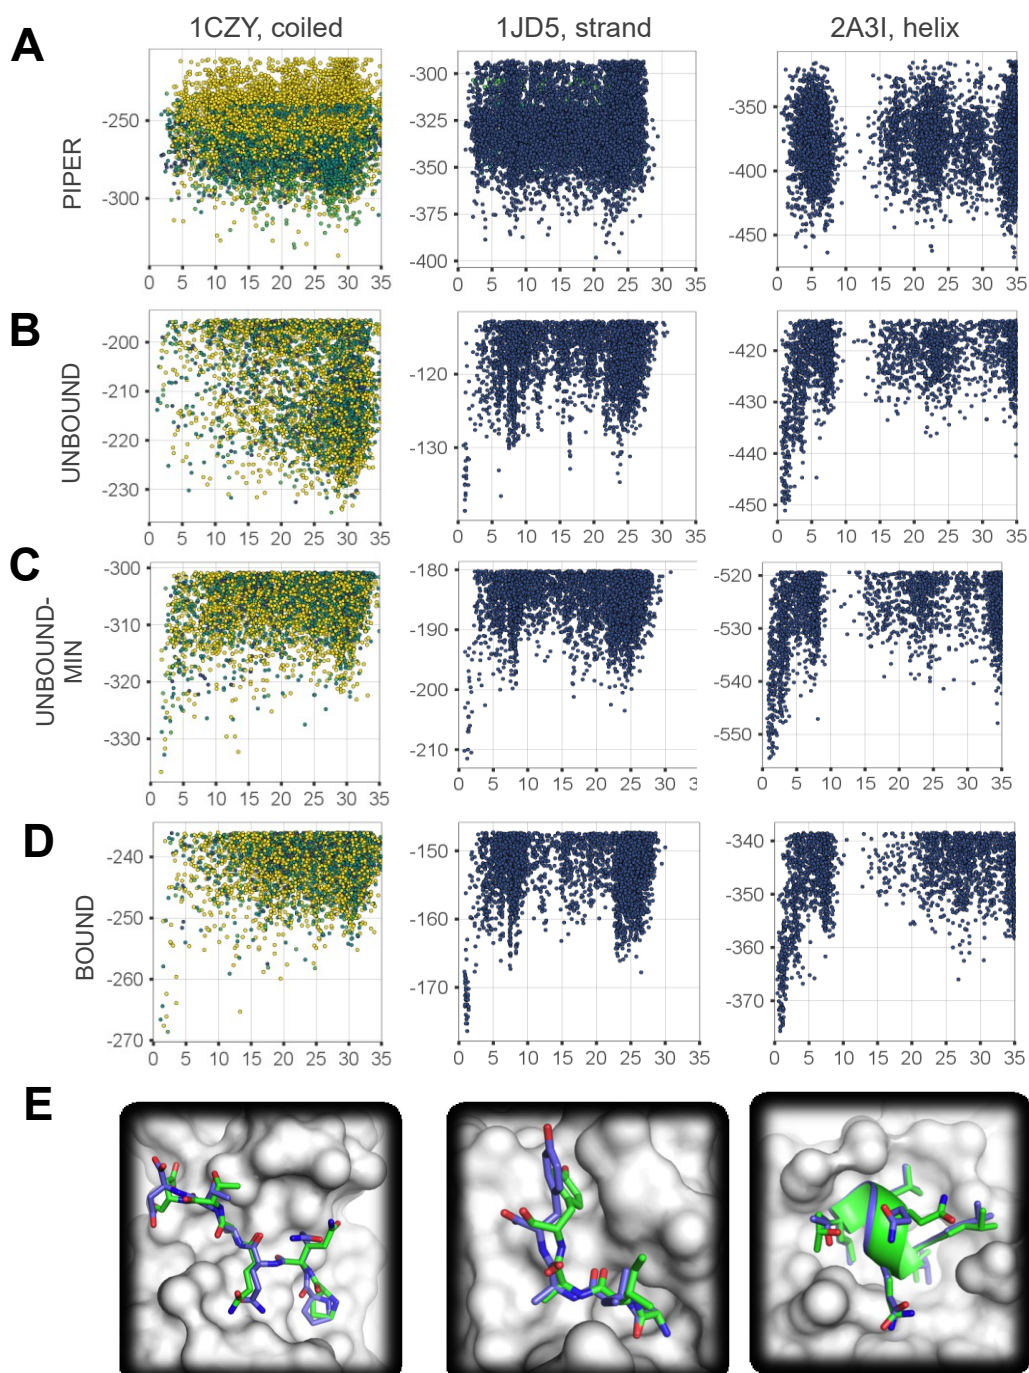 A
1CZY, coiled
1JD5, strand
2A3I, helix
PIPER
-250
-300
0 5 10 15 20 25 30 35
-300
-325
-350
-375
-400
0 5 10 15 20 25 30 35
-350
-400
-450
0 5 10 15 20 25 30 35
B
UNBOUND
-200
-210
-220
-230
0 5 10 15 20 25 30 35
-120
-130
0 5 10 15 20 25 30 35
-420
-430
-440
-450
0 5 10 15 20 25 30 35
C
UNBOUND-
MIN
-300
-310
-320
-330
0 5 10 15 20 25 30 35
-180
-190
-200
-210
0 5 10 15 20 25 30
-520
-530
-540
-550
0 5 10 15 20 25 30 35
D
BOUND
-240
-250
-260
-270
0 5 10 15 20 25 30 35
-150
-160
-170
0 5 10 15 20 25 30 35
-340
-350
-360
-370
0 5 10 15 20 25 30 35
E